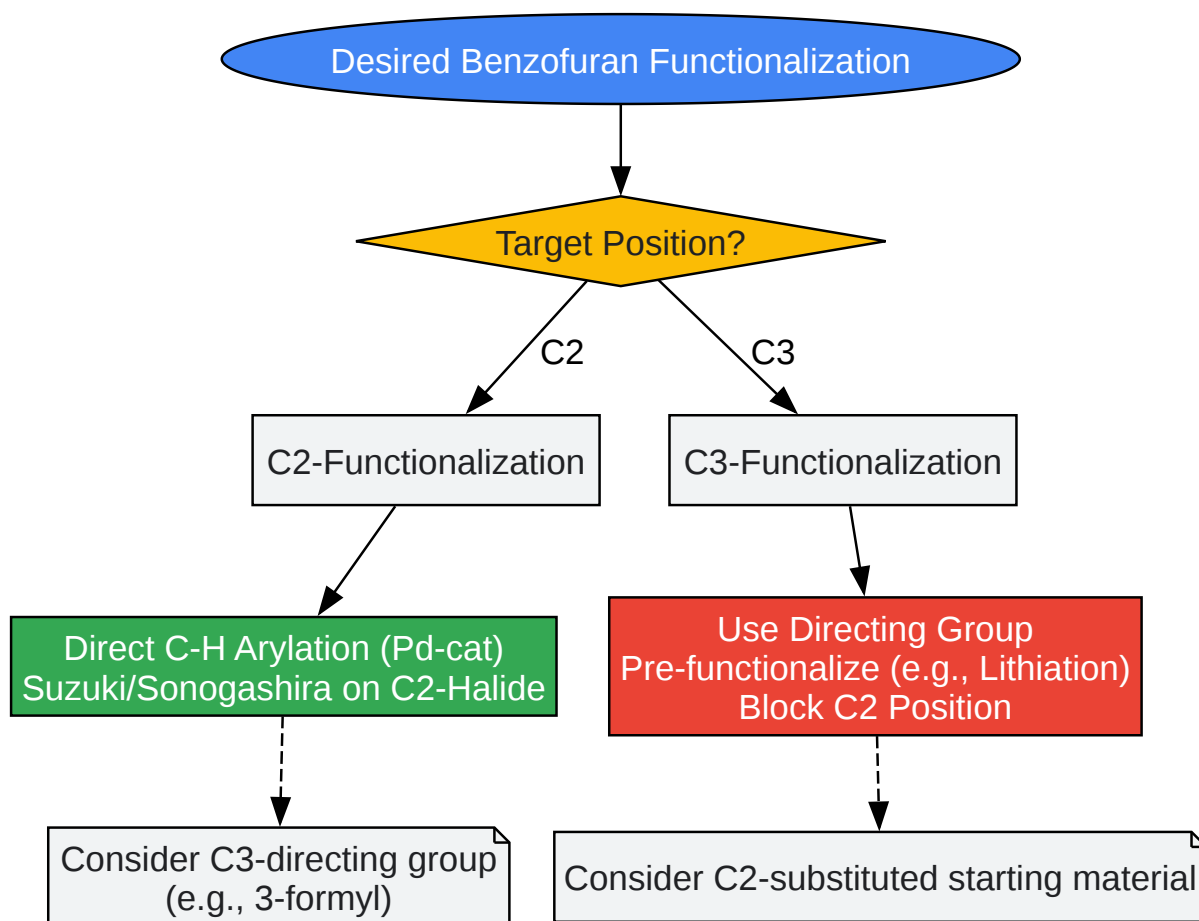 Desired Benzofuran Functionalization
Target Position?
C2
C3
C2-Functionalization
C3-Functionalization
Direct C-H Arylation (Pd-cat)
Suzuki/Sonogashira on C2-Halide
Use Directing Group
Pre-functionalize (e.g., Lithiation)
Block C2 Position
Consider C3-directing group
(e.g., 3-formyl)
Consider C2-substituted starting material